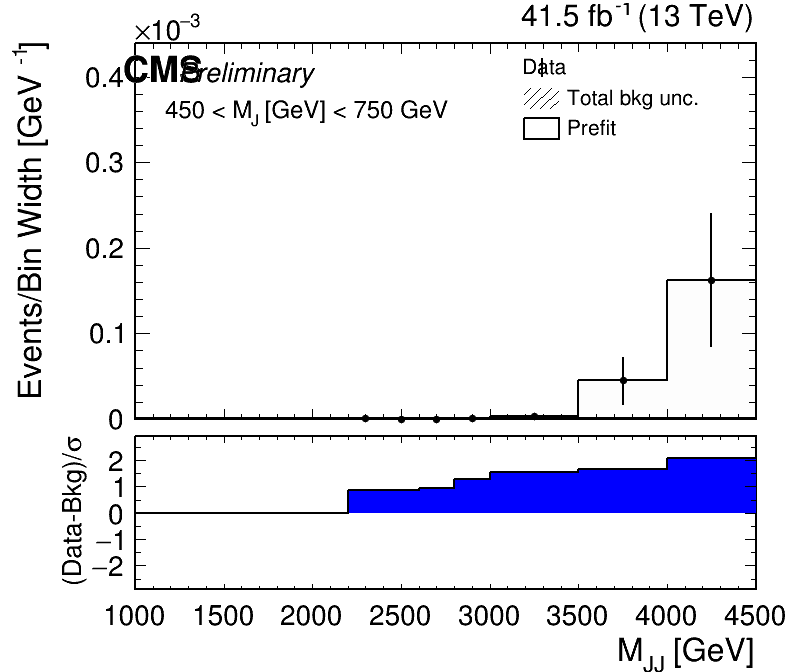 ×10⁻³
41.5 fb⁻¹ (13 TeV)
CMS Preliminary
450 < M_J [GeV] < 750 GeV
Data
Total bkg unc.
Prefit
Events/Bin Width [GeV⁻¹]
0.4
0.3
0.2
0.1
0
(Data-Bkg)/σ
2
1
0
−1
−2
1000 1500 2000 2500 3000 3500 4000 4500
M_JJ [GeV]